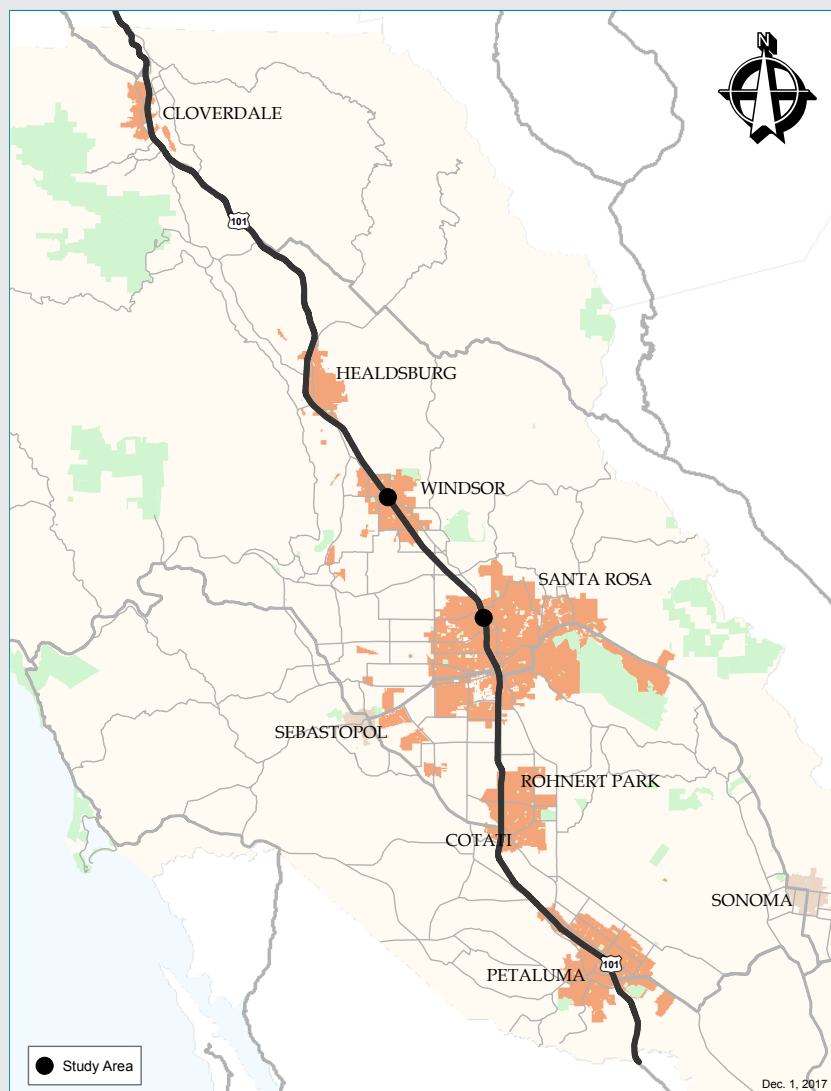 N
CLOVERDALE
101
HEALDSBURG
WINDSOR
SANTA ROSA
SEBASTOPOL
ROHNERT PARK
COTATI
SONOMA
PETALUMA
101
Study Area
Dec. 1, 2017